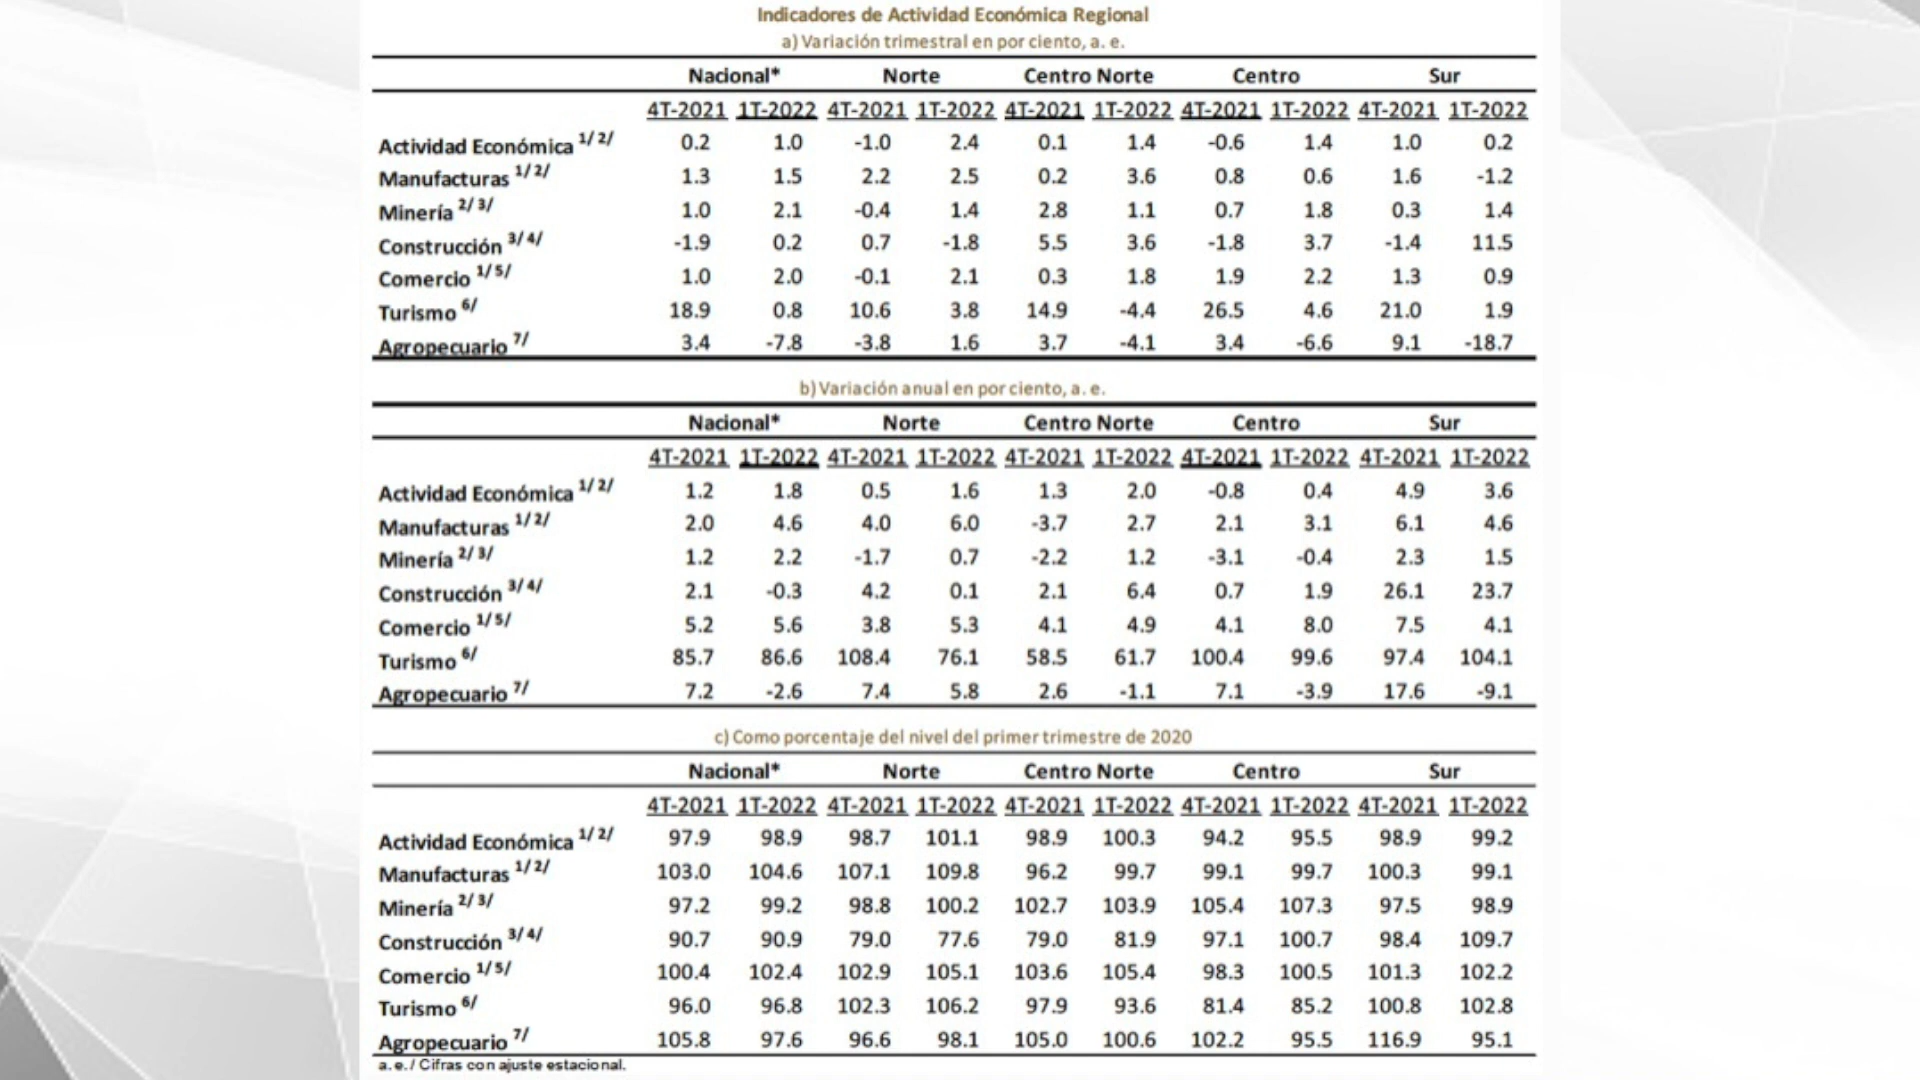 Indicadores de Actividad Económica Regional
a) Variación trimestral en por ciento, a. e.
Nacional* Norte Centro Norte Centro Sur
4T-2021 1T-2022 4T-2021 1T-2022 4T-2021 1T-2022 4T-2021 1T-2022 4T-2021 1T-2022
Actividad Económica 1/ 2/ 0.2 1.0 -1.0 2.4 0.1 1.4 -0.6 1.4 1.0 0.2
Manufacturas 1/ 2/ 1.3 1.5 2.2 2.5 0.2 3.6 0.8 0.6 1.6 -1.2
Minería 2/ 3/ 1.0 2.1 -0.4 1.4 2.8 1.1 0.7 1.8 0.3 1.4
Construcción 3/ 4/ -1.9 0.2 0.7 -1.8 5.5 3.6 -1.8 3.7 -1.4 11.5
Comercio 1/ 5/ 1.0 2.0 -0.1 2.1 0.3 1.8 1.9 2.2 1.3 0.9
Turismo 6/ 18.9 0.8 10.6 3.8 14.9 -4.4 26.5 4.6 21.0 1.9
Agropecuario 7/ 3.4 -7.8 -3.8 1.6 3.7 -4.1 3.4 -6.6 9.1 -18.7
b) Variación anual en por ciento, a. e.
Nacional* Norte Centro Norte Centro Sur
4T-2021 1T-2022 4T-2021 1T-2022 4T-2021 1T-2022 4T-2021 1T-2022 4T-2021 1T-2022
Actividad Económica 1/ 2/ 1.2 1.8 0.5 1.6 1.3 2.0 -0.8 0.4 4.9 3.6
Manufacturas 1/ 2/ 2.0 4.6 4.0 6.0 -3.7 2.7 2.1 3.1 6.1 4.6
Minería 2/ 3/ 1.2 2.2 -1.7 0.7 -2.2 1.2 -3.1 -0.4 2.3 1.5
Construcción 3/ 4/ 2.1 -0.3 4.2 0.1 2.1 6.4 0.7 1.9 26.1 23.7
Comercio 1/ 5/ 5.2 5.6 3.8 5.3 4.1 4.9 4.1 8.0 7.5 4.1
Turismo 6/ 85.7 86.6 108.4 76.1 58.5 61.7 100.4 99.6 97.4 104.1
Agropecuario 7/ 7.2 -2.6 7.4 5.8 2.6 -1.1 7.1 -3.9 17.6 -9.1
c) Como porcentaje del nivel del primer trimestre de 2020
Nacional* Norte Centro Norte Centro Sur
4T-2021 1T-2022 4T-2021 1T-2022 4T-2021 1T-2022 4T-2021 1T-2022 4T-2021 1T-2022
Actividad Económica 1/ 2/ 97.9 98.9 98.7 101.1 98.9 100.3 94.2 95.5 98.9 99.2
Manufacturas 1/ 2/ 103.0 104.6 107.1 109.8 96.2 99.7 99.1 99.7 100.3 99.1
Minería 2/ 3/ 97.2 99.2 98.8 100.2 102.7 103.9 105.4 107.3 97.5 98.9
Construcción 3/ 4/ 90.7 90.9 79.0 77.6 79.0 81.9 97.1 100.7 98.4 109.7
Comercio 1/ 5/ 100.4 102.4 102.9 105.1 103.6 105.4 98.3 100.5 101.3 102.2
Turismo 6/ 96.0 96.8 102.3 106.2 97.9 93.6 81.4 85.2 100.8 102.8
Agropecuario 7/ 105.8 97.6 96.6 98.1 105.0 100.6 102.2 95.5 116.9 95.1
a. e. / Cifras con ajuste estacional.